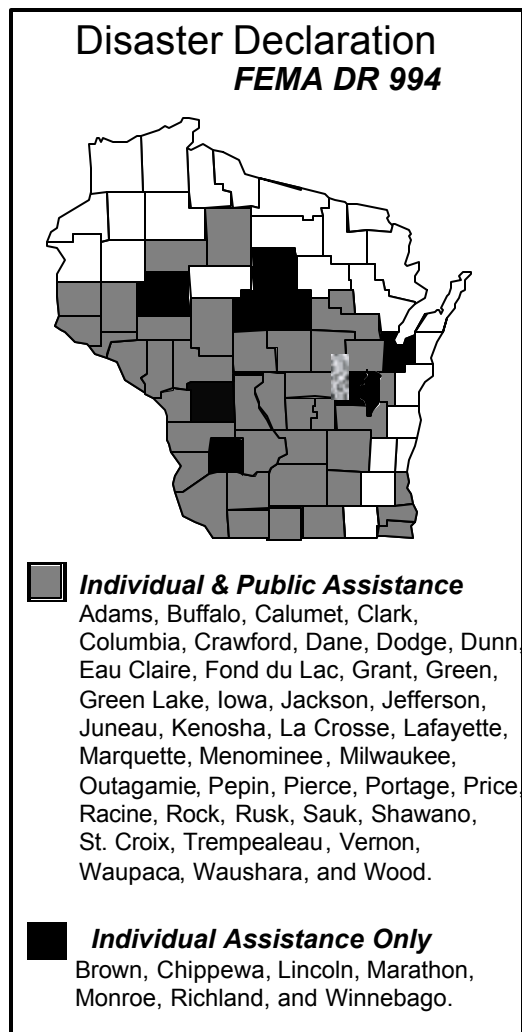 Disaster Declaration
FEMA DR 994
Individual & Public Assistance
Adams, Buffalo, Calumet, Clark,
Columbia, Crawford, Dane, Dodge, Dunn,
Eau Claire, Fond du Lac, Grant, Green,
Green Lake, Iowa, Jackson, Jefferson,
Juneau, Kenosha, La Crosse, Lafayette,
Marquette, Menominee, Milwaukee,
Outagamie, Pepin, Pierce, Portage, Price,
Racine, Rock, Rusk, Sauk, Shawano,
St. Croix, Trempealeau, Vernon,
Waupaca, Waushara, and Wood.
Individual Assistance Only
Brown, Chippewa, Lincoln, Marathon,
Monroe, Richland, and Winnebago.